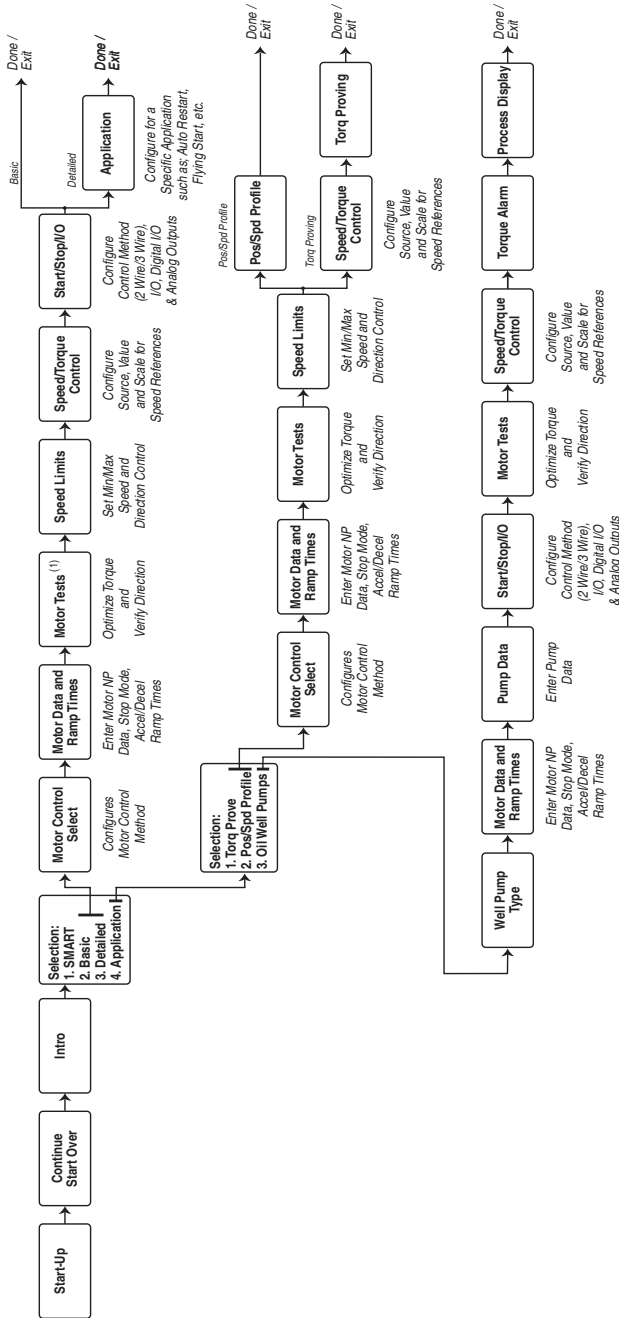 Start-Up
Continue
Start Over
Intro
Selection:
1. SMART
2. Basic
3. Detailed
4. Application
Motor Control
Select
Configures
Motor Control
Method
Motor Data and
Ramp Times
Enter Motor NP
Data, Stop Mode,
Accel/Decel
Ramp Times
Motor Tests (1)
Optimize Torque
and
Verify Direction
Speed Limits
Set Min/Max
Speed and
Direction Control
Speed/Torque
Control
Configure
Source, Value
and Scale for
Speed References
Start/Stop/I/O
Configure
Control Method
(2 Wire/3 Wire),
I/O, Digital I/O
& Analog Outputs
Basic
Done /
Exit
Detailed
Application
Configure for a
Specific Application
such as; Auto Restart,
Flying Start, etc.
Done /
Exit
Selection:
1. Torq Prove
2. Pos/Spd Profile
3. Oil Well Pumps
Motor Control
Select
Configures
Motor Control
Method
Motor Data and
Ramp Times
Enter Motor NP
Data, Stop Mode,
Accel/Decel
Ramp Times
Motor Tests
Optimize Torque
and
Verify Direction
Speed Limits
Set Min/Max
Speed and
Direction Control
Pos/Spd Profile
Pos/Spd Profile
Done /
Exit
Torq Proving
Speed/Torque
Control
Configure
Source, Value
and Scale for
Speed References
Torq Proving
Done /
Exit
Well Pump
Type
Motor Data and
Ramp Times
Enter Motor NP
Data, Stop Mode,
Accel/Decel
Ramp Times
Pump Data
Enter Pump
Data
Start/Stop/I/O
Configure
Control Method
(2 Wire/3 Wire),
I/O, Digital I/O
& Analog Outputs
Motor Tests
Optimize Torque
and
Verify Direction
Speed/Torque
Control
Configure
Source, Value
and Scale for
Speed References
Torque Alarm
Process Display
Done /
Exit